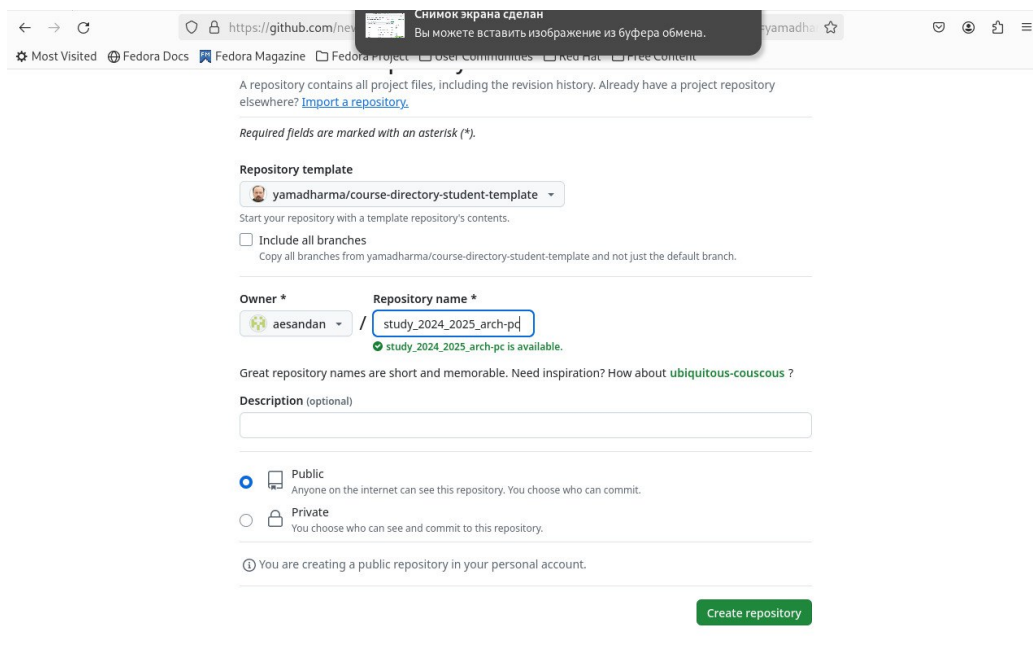 Снимок экрана сделан
https://github.com/new
yamadha
Вы можете вставить изображение из буфера обмена.
Most Visited Fedora Docs Fedora Magazine Fedora Project User Communities Red Hat Free Content
A repository contains all project files, including the revision history. Already have a project repository
elsewhere? Import a repository.
Required fields are marked with an asterisk (*).
Repository template
yamadharma/course-directory-student-template
Start your repository with a template repository's contents.
Include all branches
Copy all branches from yamadharma/course-directory-student-template and not just the default branch.
Owner * Repository name *
aesandan / study_2024_2025_arch-pc
study_2024_2025_arch-pc is available.
Great repository names are short and memorable. Need inspiration? How about ubiquitous-couscous ?
Description (optional)
Public
Anyone on the internet can see this repository. You choose who can commit.
Private
You choose who can see and commit to this repository.
You are creating a public repository in your personal account.
Create repository